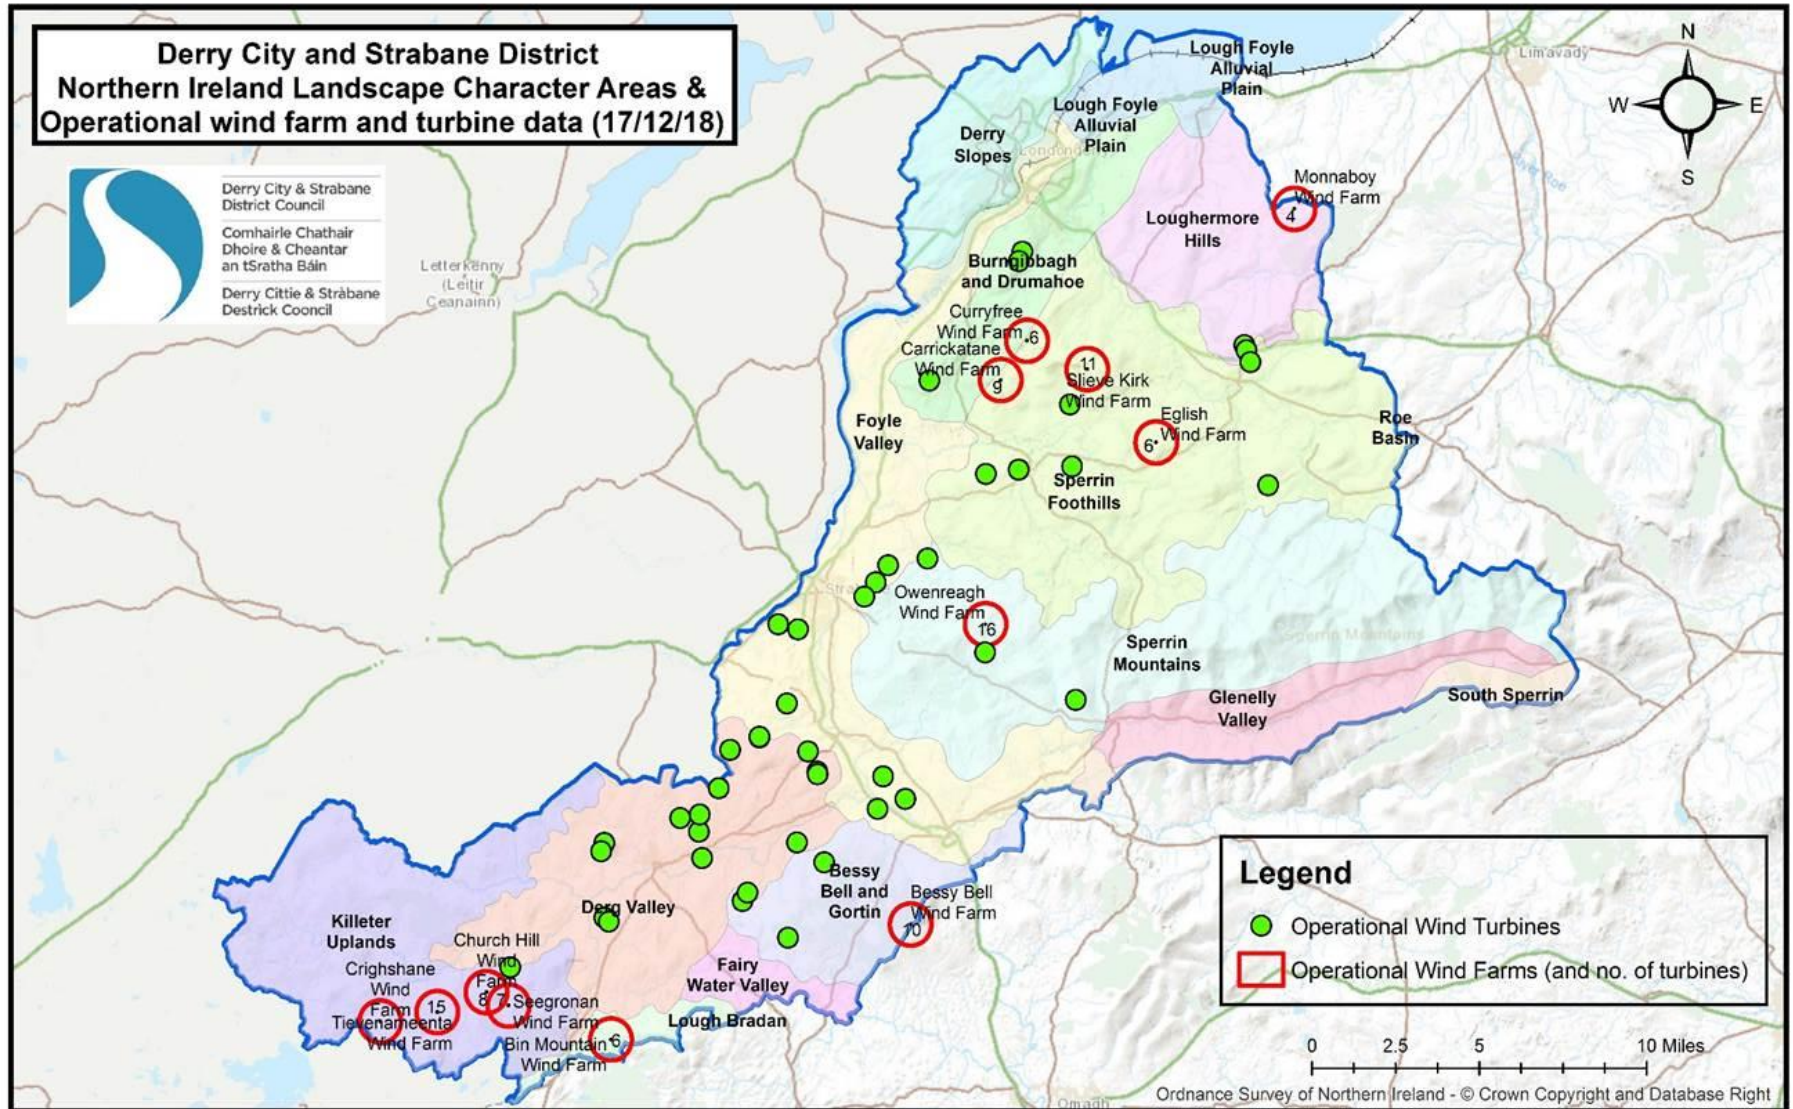 Derry City and Strabane District
Northern Ireland Landscape Character Areas &
Operational wind farm and turbine data (17/12/18)
Derry City & Strabane
District Council
Comhairle Chathair
Dhoire & Cheantar
an tSratha Báin
Derry Cittie & Stràbane
Destrick Cooncil
N
W
E
S
Limavady
River Roe
Lough Foyle
Alluvial
Plain
Lough Foyle
Alluvial
Plain
Derry
Slopes
Londonderry
Monnaboy
Wind Farm
4
Loughermore
Hills
Letterkenny
(Leitir
Ceanainn)
Burngibbagh
and Drumahoe
Curryfree
Wind Farm
6
Carrickatane
Wind Farm
9
11
Slieve Kirk
Wind Farm
Eglish
Wind Farm
6
Foyle
Valley
Roe
Basin
Sperrin
Foothills
Owenreagh
Wind Farm
16
Sperrin
Mountains
Sperrin Mountains
Glenelly
Valley
South Sperrin
Bessy
Bell and
Gortin
Bessy Bell
Wind Farm
10
Derg Valley
Killeter
Uplands
Church Hill
Wind
Farm
8
7
Crighshane
Wind
Farm
15
Seegronan
Wind Farm
Tievenameenta
Wind Farm
Bin Mountain
Wind Farm
6
Fairy
Water Valley
Lough Bradan
Legend
Operational Wind Turbines
Operational Wind Farms (and no. of turbines)
0 2.5 5 10 Miles
Ordnance Survey of Northern Ireland - © Crown Copyright and Database Right
Omagh